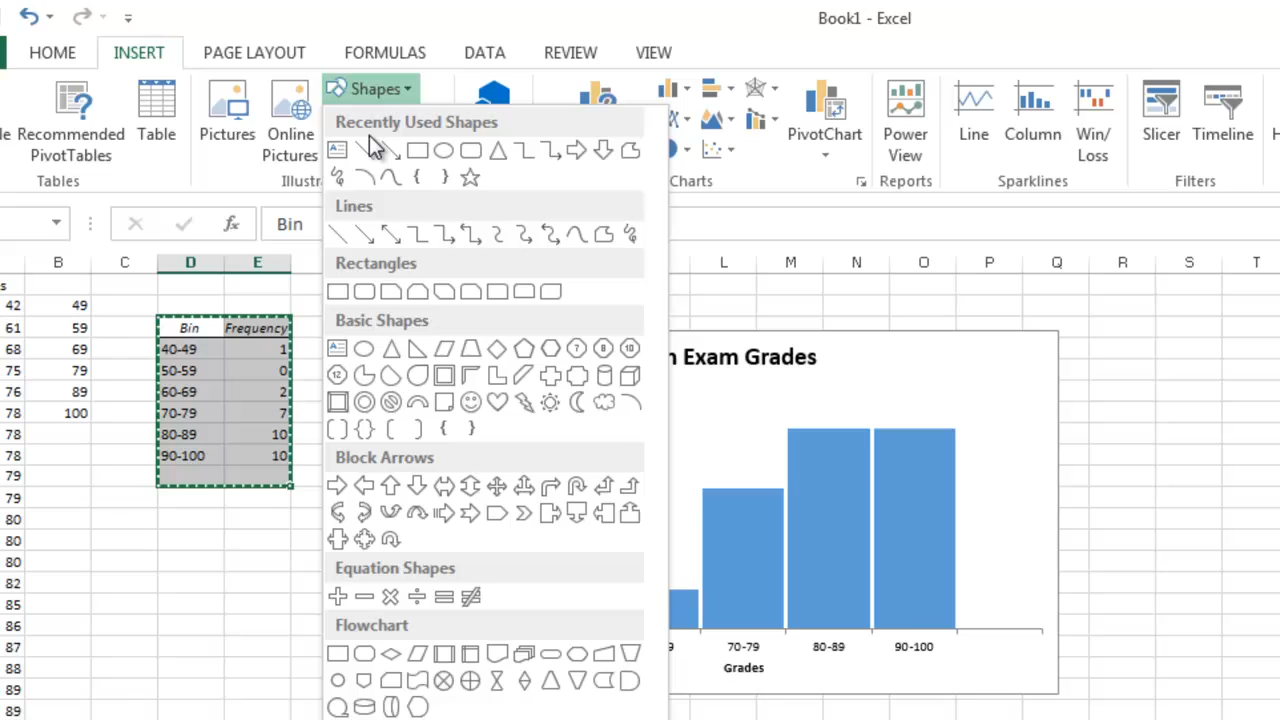 Book1 - Excel
HOME INSERT PAGE LAYOUT FORMULAS DATA REVIEW VIEW
Shapes
Recommended PivotTables
Table
Pictures
Online Pictures
PivotChart
Power View
Line
Column
Win/ Loss
Slicer
Timeline
Tables
Charts
Reports
Sparklines
Filters
fx Bin
B C D E L M N O P Q R S T
s
42 49
61 59 Bin Frequency
68 69 40-49 1
75 79 50-59 0
76 89 60-69 2
78 100 70-79 7
78 80-89 10
78 90-100 10
79
79
80
80
80
82
85
86
87
88
89
89
Recently Used Shapes
Lines
Rectangles
Basic Shapes
Block Arrows
Equation Shapes
Flowchart
Exam Grades
70-79 80-89 90-100
Grades